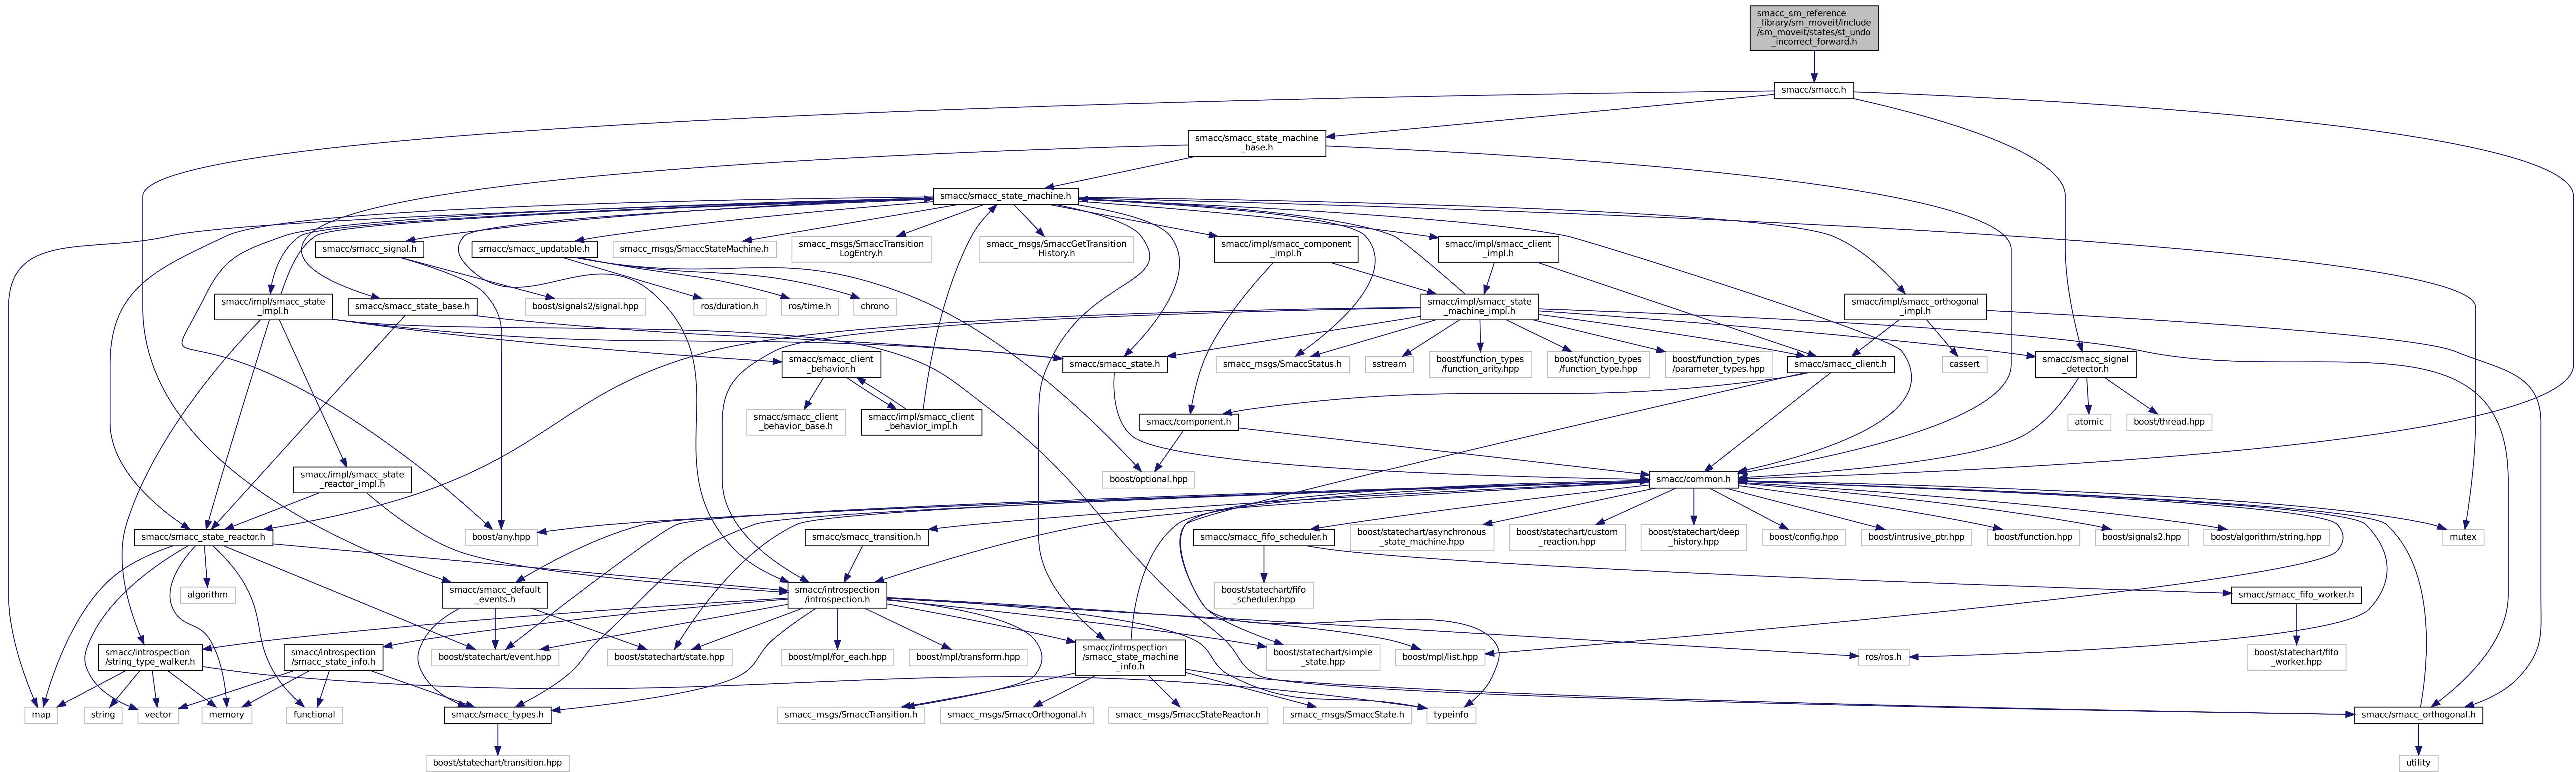 smacc_sm_reference
_library/sm_moveit/include
/sm_moveit/states/st_undo
_incorrect_forward.h
smacc/smacc.h
smacc/smacc_state_machine
_base.h
smacc/smacc_state_machine.h
smacc/smacc_signal.h
smacc/smacc_updatable.h
smacc_msgs/SmaccStateMachine.h
smacc_msgs/SmaccTransition
LogEntry.h
smacc_msgs/SmaccGetTransition
History.h
smacc/impl/smacc_component
_impl.h
smacc/impl/smacc_client
_impl.h
smacc/impl/smacc_state
_impl.h
smacc/smacc_state_base.h
boost/signals2/signal.hpp
ros/duration.h
ros/time.h
chrono
smacc/impl/smacc_state
_machine_impl.h
smacc/impl/smacc_orthogonal
_impl.h
smacc/smacc_client
_behavior.h
smacc/smacc_state.h
smacc_msgs/SmaccStatus.h
sstream
boost/function_types
/function_arity.hpp
boost/function_types
/function_type.hpp
boost/function_types
/parameter_types.hpp
smacc/smacc_client.h
cassert
smacc/smacc_signal
_detector.h
smacc/smacc_client
_behavior_base.h
smacc/impl/smacc_client
_behavior_impl.h
smacc/component.h
atomic
boost/thread.hpp
smacc/impl/smacc_state
_reactor_impl.h
boost/optional.hpp
smacc/common.h
smacc/smacc_state_reactor.h
boost/any.hpp
smacc/smacc_transition.h
smacc/smacc_fifo_scheduler.h
boost/statechart/asynchronous
_state_machine.hpp
boost/statechart/custom
_reaction.hpp
boost/statechart/deep
_history.hpp
boost/config.hpp
boost/intrusive_ptr.hpp
boost/function.hpp
boost/signals2.hpp
boost/algorithm/string.hpp
mutex
algorithm
smacc/smacc_default
_events.h
smacc/introspection
/introspection.h
boost/statechart/fifo
_scheduler.hpp
smacc/smacc_fifo_worker.h
smacc/introspection
/string_type_walker.h
smacc/introspection
/smacc_state_info.h
boost/statechart/event.hpp
boost/statechart/state.hpp
boost/mpl/for_each.hpp
boost/mpl/transform.hpp
smacc/introspection
/smacc_state_machine
_info.h
boost/statechart/simple
_state.hpp
boost/mpl/list.hpp
ros/ros.h
boost/statechart/fifo
_worker.hpp
map
string
vector
memory
functional
smacc/smacc_types.h
smacc_msgs/SmaccTransition.h
smacc_msgs/SmaccOrthogonal.h
smacc_msgs/SmaccStateReactor.h
smacc_msgs/SmaccState.h
typeinfo
smacc/smacc_orthogonal.h
boost/statechart/transition.hpp
utility